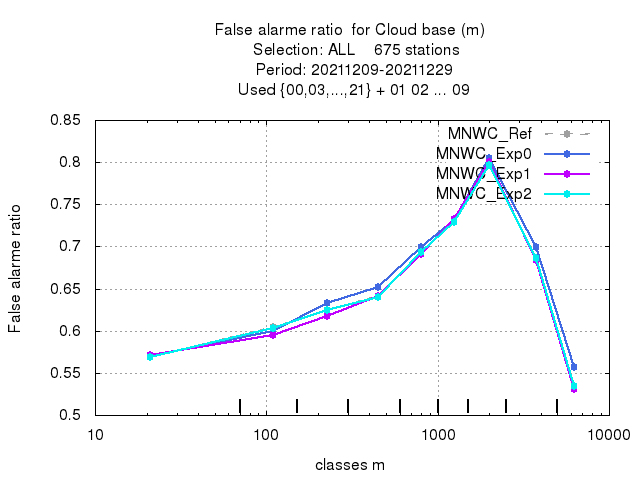 False alarme ratio  for Cloud base (m)
Selection: ALL    675 stations
Period: 20211209-20211229
Used {00,03,...,21} + 01 02 ... 09
0.85
0.8
0.75
0.7
0.65
0.6
0.55
0.5
False alarme ratio
MNWC_Ref
MNWC_Exp0
MNWC_Exp1
MNWC_Exp2
10 100 1000 10000
classes m